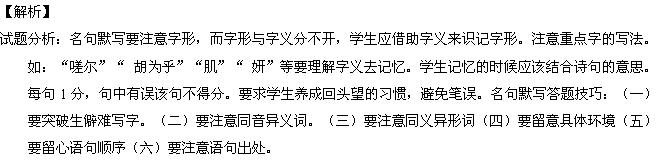 【解析】
试题分析：名句默写要注意字形，而字形与字义分不开，学生应借助字义来识记字形。注意重点字的写法。
如：“嗟尔”“ 胡为乎”“肌”“ 妍”等要理解字义去记忆。学生记忆的时候应该结合诗句的意思。
每句 1 分，句中有误该句不得分。要求学生养成回头望的习惯，避免笔误。名句默写答题技巧：（一）
要突破生僻难写字。（二）要注意同音异义词。（三）要注意同义异形词（四）要留意具体环境（五）
要留心语句顺序（六）要注意语句出处。